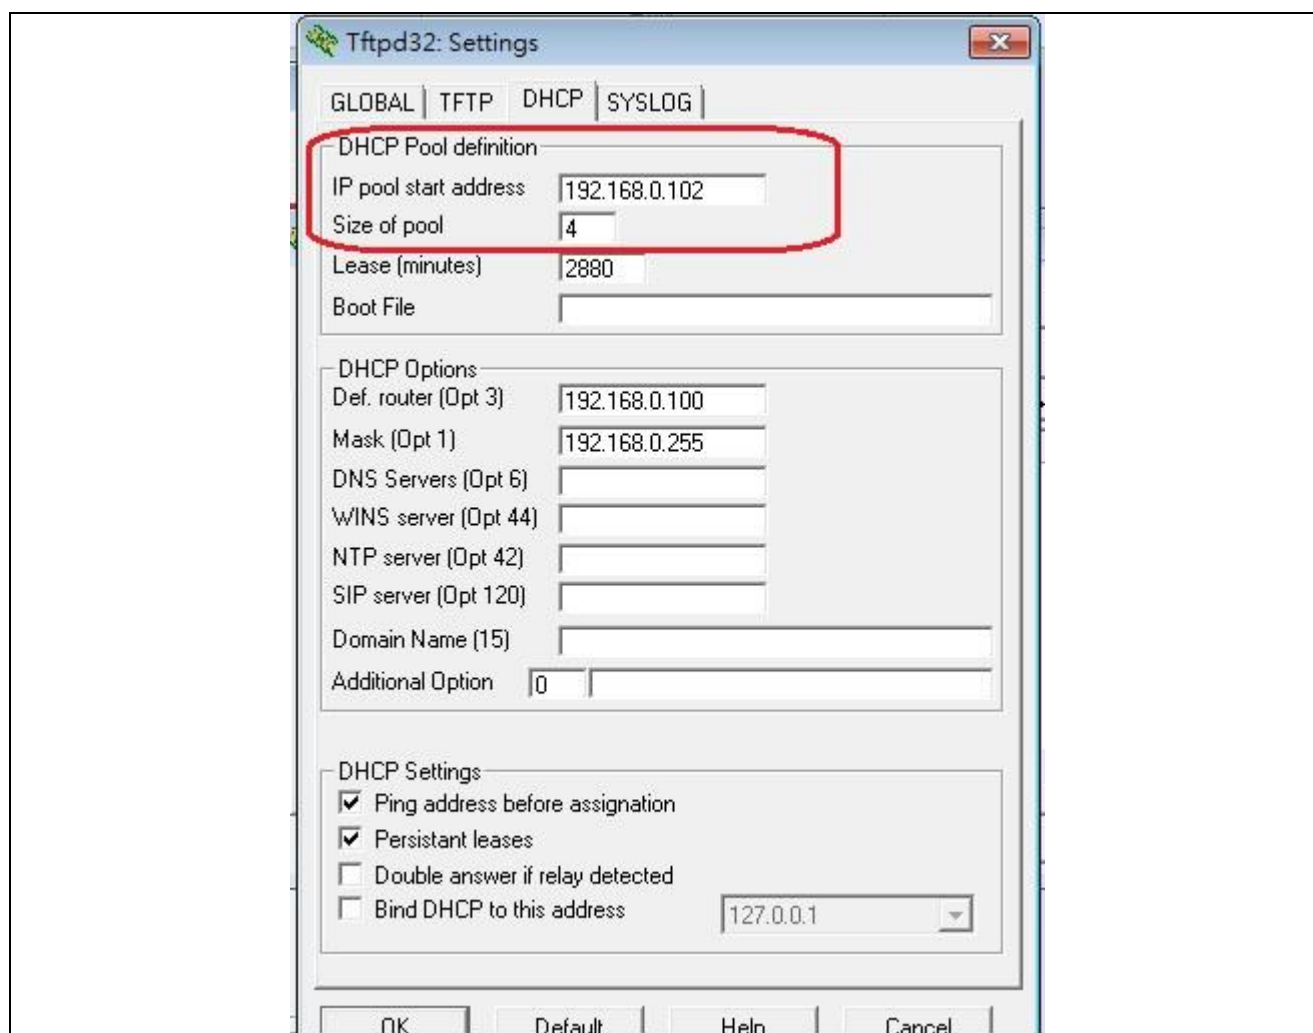 Tftpd32: Settings
GLOBAL TFTP DHCP SYSLOG
DHCP Pool definition
IP pool start address 192.168.0.102
Size of pool 4
Lease (minutes) 2880
Boot File
DHCP Options
Def. router (Opt 3) 192.168.0.100
Mask (Opt 1) 192.168.0.255
DNS Servers (Opt 6)
WINS server (Opt 44)
NTP server (Opt 42)
SIP server (Opt 120)
Domain Name (15)
Additional Option 0
DHCP Settings
Ping address before assignation
Persistant leases
Double answer if relay detected
Bind DHCP to this address 127.0.0.1
OK Default Help Cancel